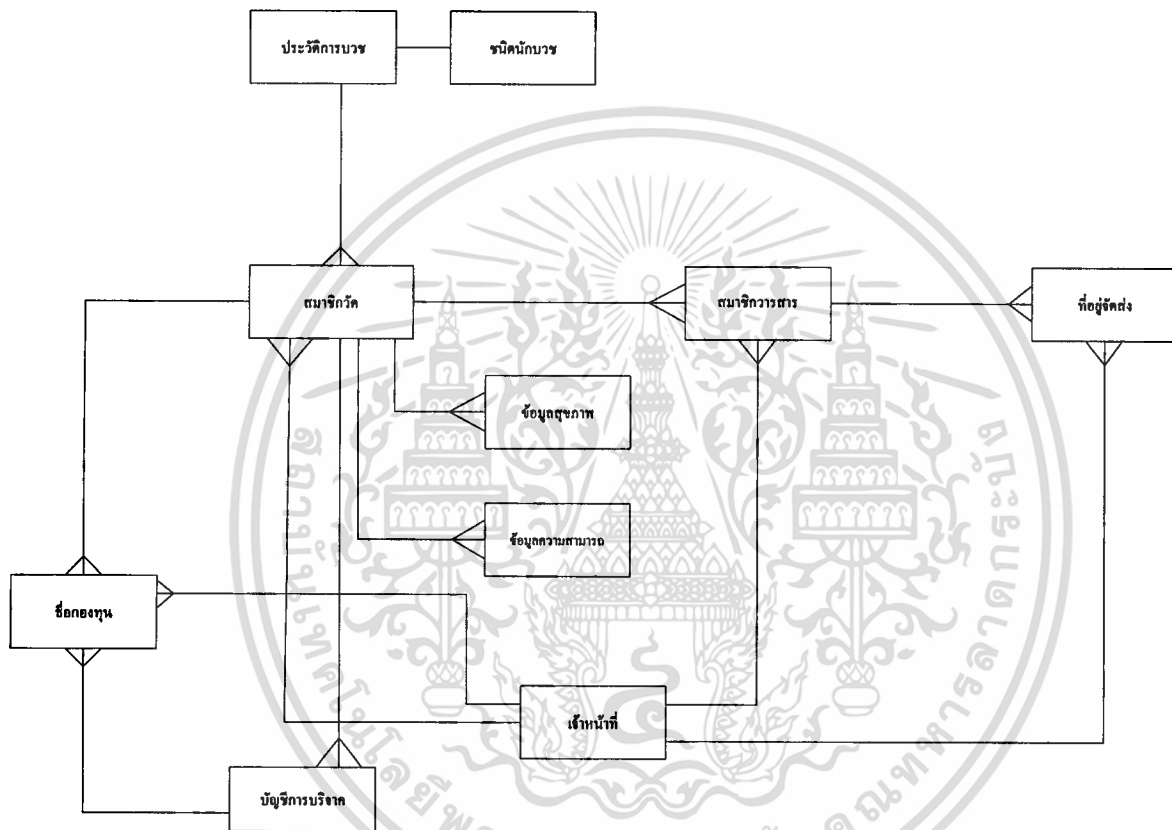 ประวัติการบวช
ชนิดนักบวช
สมาชิกวัด
สมาชิกวารสาร
ที่อยู่จัดส่ง
ข้อมูลสุขภาพ
ข้อมูลความสามารถ
ชื่อกองทุน
เจ้าหน้าที่
บัญชีการบริจาค